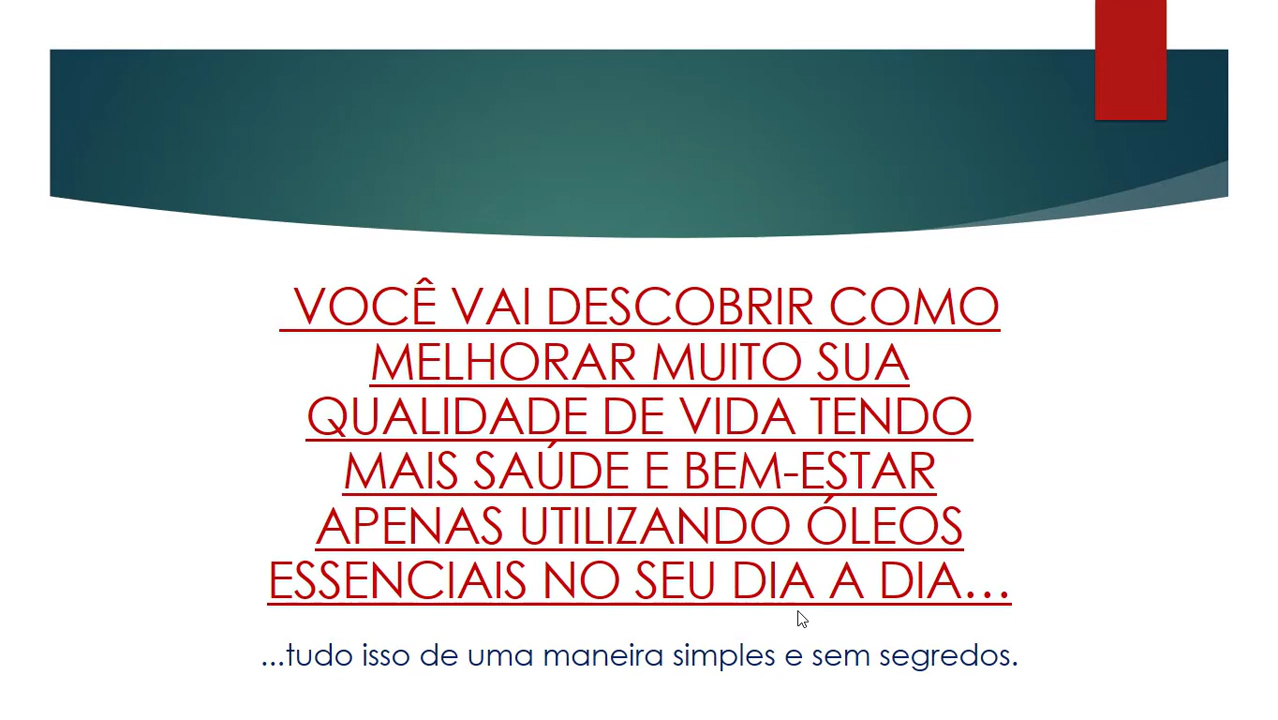 VOCÊ VAI DESCOBRIR COMO
MELHORAR MUITO SUA
QUALIDADE DE VIDA TENDO
MAIS SAÚDE E BEM-ESTAR
APENAS UTILIZANDO ÓLEOS
ESSENCIAIS NO SEU DIA A DIA...
...tudo isso de uma maneira simples e sem segredos.